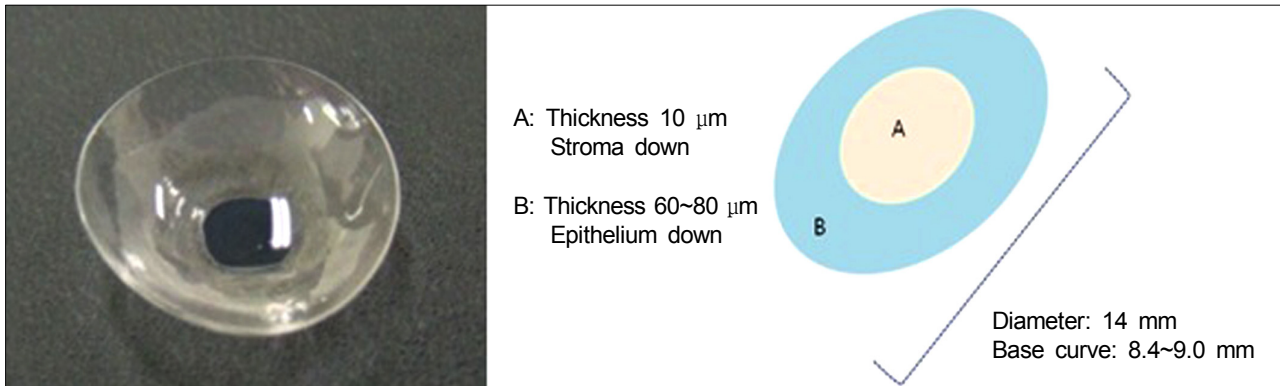 A: Thickness 10 μm
Stroma down
B: Thickness 60~80 μm
Epithelium down
A
B
Diameter: 14 mm
Base curve: 8.4~9.0 mm